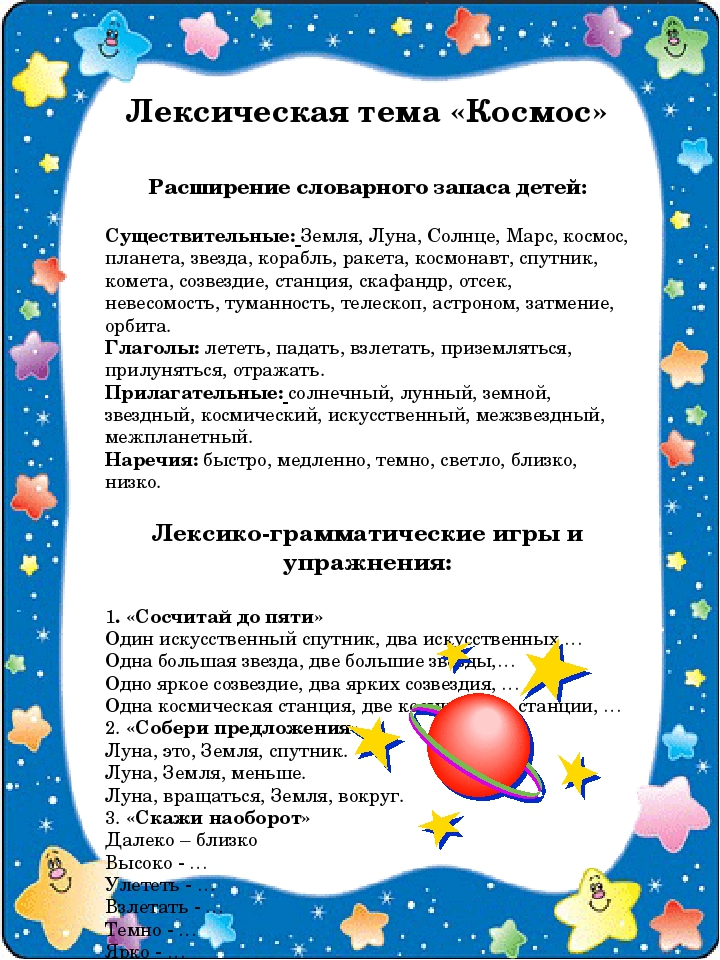 Лексическая тема «Космос»
Расширение словарного запаса детей:
Существительные: Земля, Луна, Солнце, Марс, космос,
планета, звезда, корабль, ракета, космонавт, спутник,
комета, созвездие, станция, скафандр, отсек,
невесомость, туманность, телескоп, астроном, затмение,
орбита.
Глаголы: лететь, падать, взлетать, приземляться,
прилуняться, отражать.
Прилагательные: солнечный, лунный, земной,
звездный, космический, искусственный, межзвездный,
межпланетный.
Наречия: быстро, медленно, темно, светло, близко,
низко.
Лексико-грамматические игры и
упражнения:
1. «Сосчитай до пяти»
Один искусственный спутник, два искусственных…
Одна большая звезда, две большие звезды,…
Одно яркое созвездие, два ярких созвездия, …
Одна космическая станция, две станции, …
2. «Собери предложения»
Луна, это, Земля, спутник.
Луна, Земля, меньше.
Луна, вращаться, Земля, вокруг.
3. «Скажи наоборот»
Далеко – близко
Высоко - …
Улететь - …
Взлетать - …
Темно - …
Ярко - …